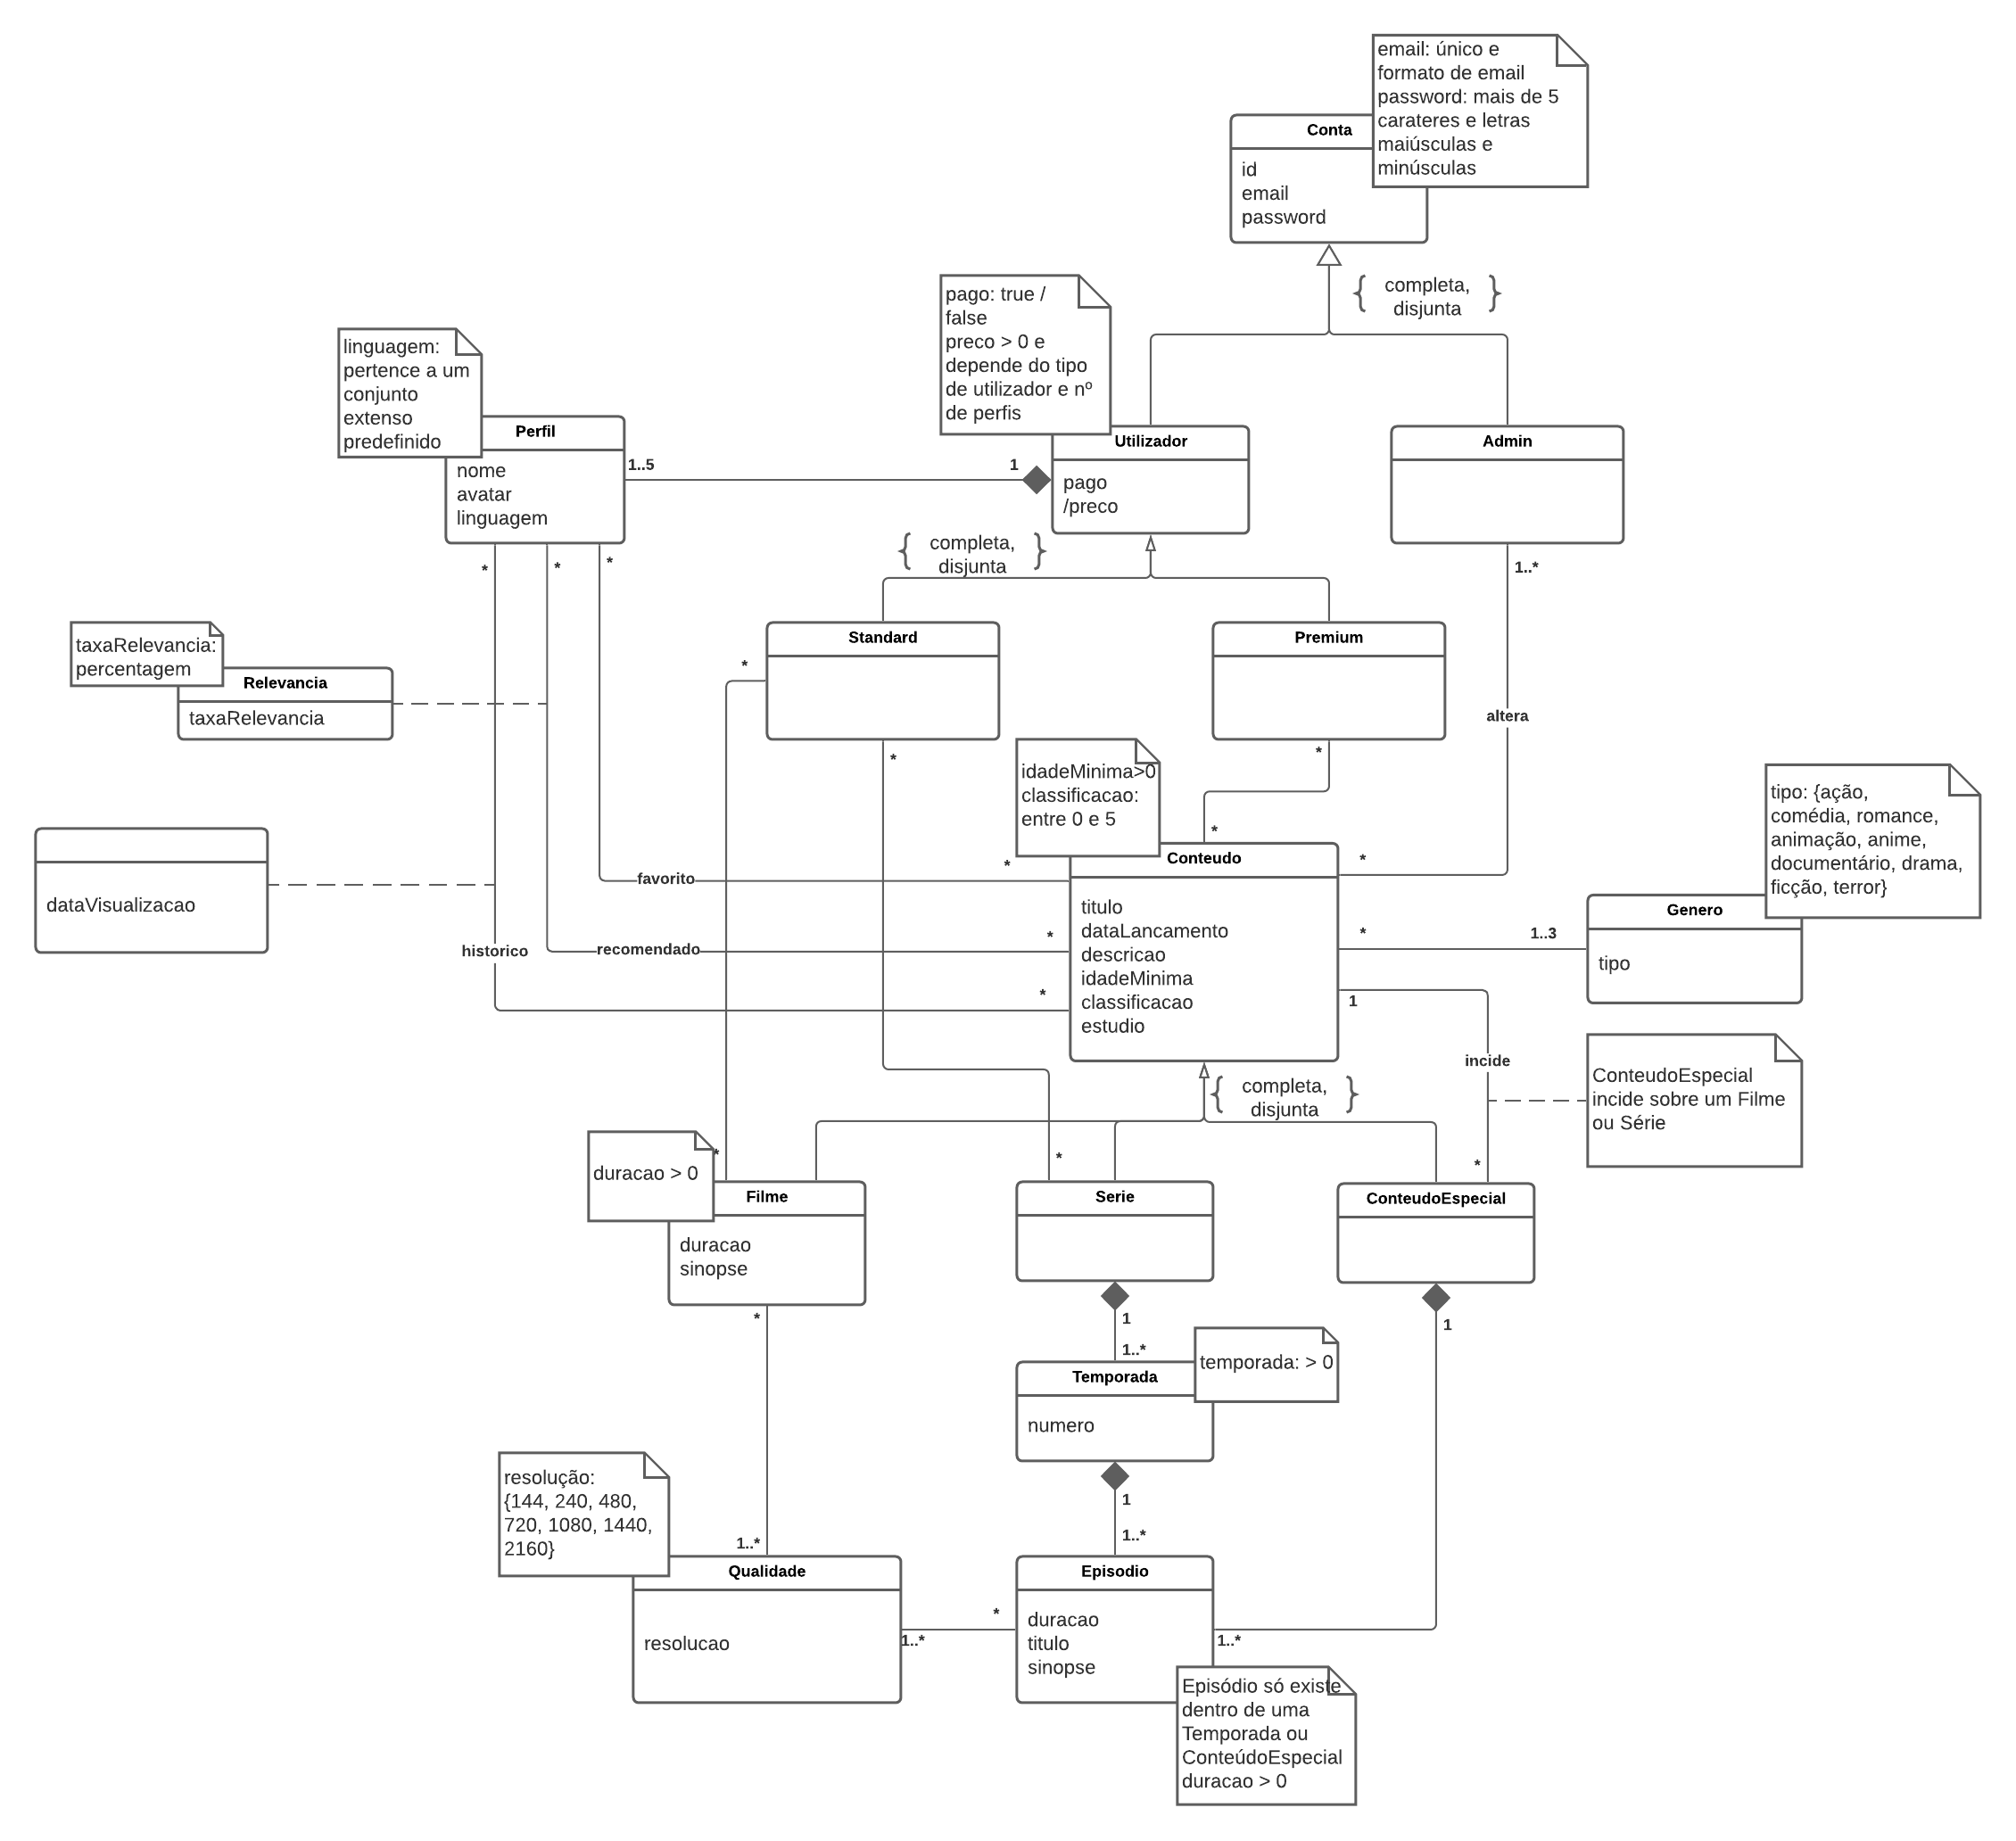 email: único e
formato de email
password: mais de 5
carateres e letras
maiúsculas e
minúsculas
Conta
id
email
password
{ completa,
disjunta }
pago: true /
false
preco > 0 e
depende do tipo
de utilizador e nº
de perfis
linguagem:
pertence a um
conjunto
extenso
predefinido
Perfil
nome
avatar
linguagem
1..5
1
Utilizador
pago
/preco
Admin
{ completa,
disjunta }
*
*
*
1..*
taxaRelevancia:
percentagem
Relevancia
taxaRelevancia
Standard
Premium
*
*
*
altera
idadeMinima>0
classificacao:
entre 0 e 5
tipo: {ação,
comédia, romance,
animação, anime,
documentário, drama,
ficção, terror}
dataVisualizacao
*
*
*
favorito
Conteudo
titulo
dataLancamento
descricao
idadeMinima
classificacao
estudio
*
1..3
Genero
tipo
*
recomendado
historico
*
1
incide
ConteudoEspecial
incide sobre um Filme
ou Série
{ completa,
disjunta }
duracao > 0
*
*
*
Filme
duracao
sinopse
Serie
ConteudoEspecial
*
1
1
1..*
temporada: > 0
Temporada
numero
resolução:
{144, 240, 480,
720, 1080, 1440,
2160}
1
1..*
1..*
Qualidade
resolucao
*
1..*
Episodio
duracao
titulo
sinopse
1..*
Episódio só existe
dentro de uma
Temporada ou
ConteúdoEspecial
duracao > 0